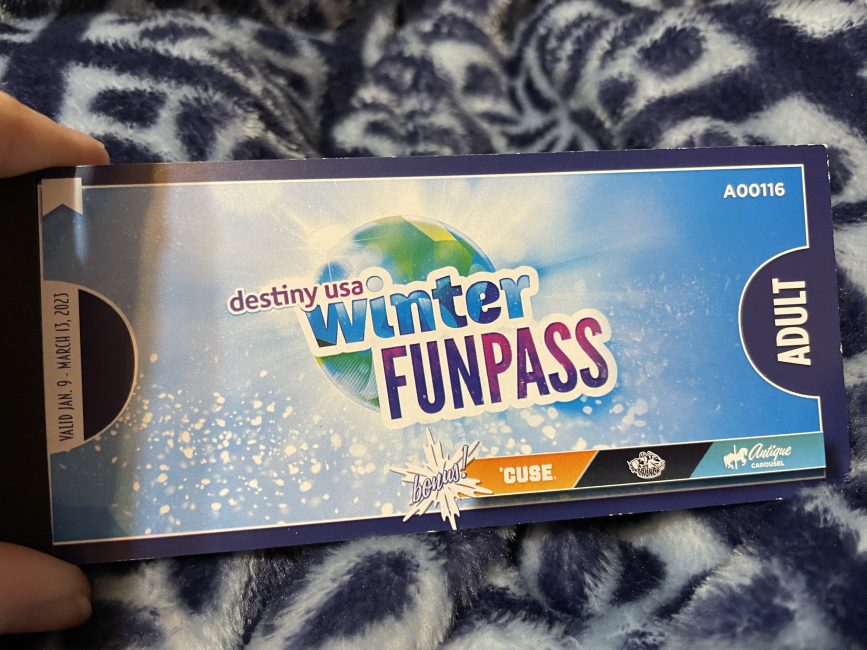 A00116
destiny usa
winter
FUNPASS
ADULT
VALID JAN. 9 - MARCH 13, 2023
bonus!
'CUSE
Antique
CAROUSEL